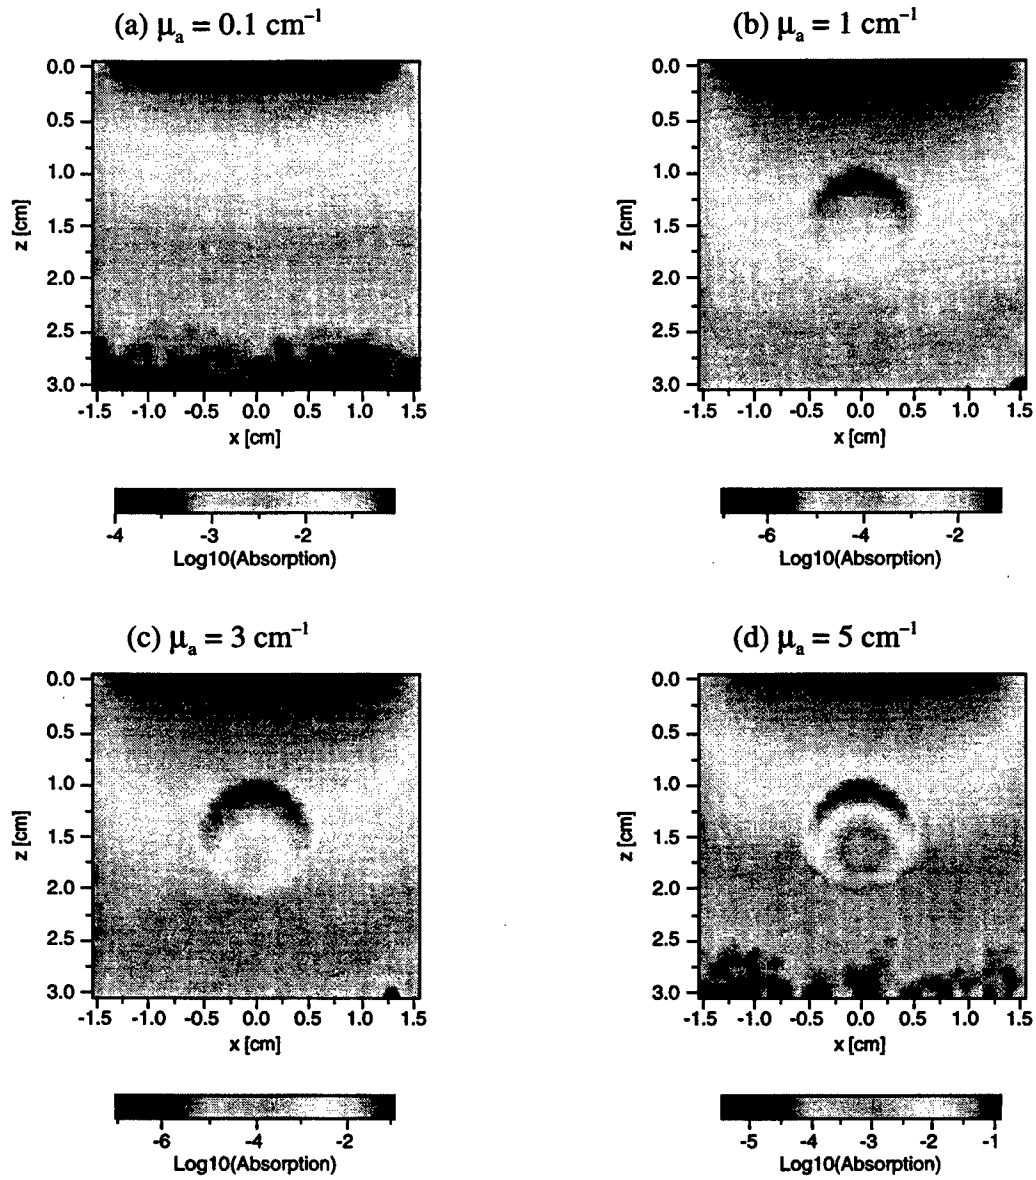 (a) μₐ = 0.1 cm⁻¹
0.0
0.5
1.0
1.5
2.0
2.5
3.0
z [cm]
-1.5 -1.0 -0.5 0.0 0.5 1.0 1.5
x [cm]
-4 -3 -2
Log10(Absorption)
(b) μₐ = 1 cm⁻¹
0.0
0.5
1.0
1.5
2.0
2.5
3.0
z [cm]
-1.5 -1.0 -0.5 0.0 0.5 1.0 1.5
x [cm]
-6 -4 -2
Log10(Absorption)
(c) μₐ = 3 cm⁻¹
0.0
0.5
1.0
1.5
2.0
2.5
3.0
z [cm]
-1.5 -1.0 -0.5 0.0 0.5 1.0 1.5
x [cm]
-6 -4 -2
Log10(Absorption)
(d) μₐ = 5 cm⁻¹
0.0
0.5
1.0
1.5
2.0
2.5
3.0
z [cm]
-1.5 -1.0 -0.5 0.0 0.5 1.0 1.5
x [cm]
-5 -4 -3 -2 -1
Log10(Absorption)